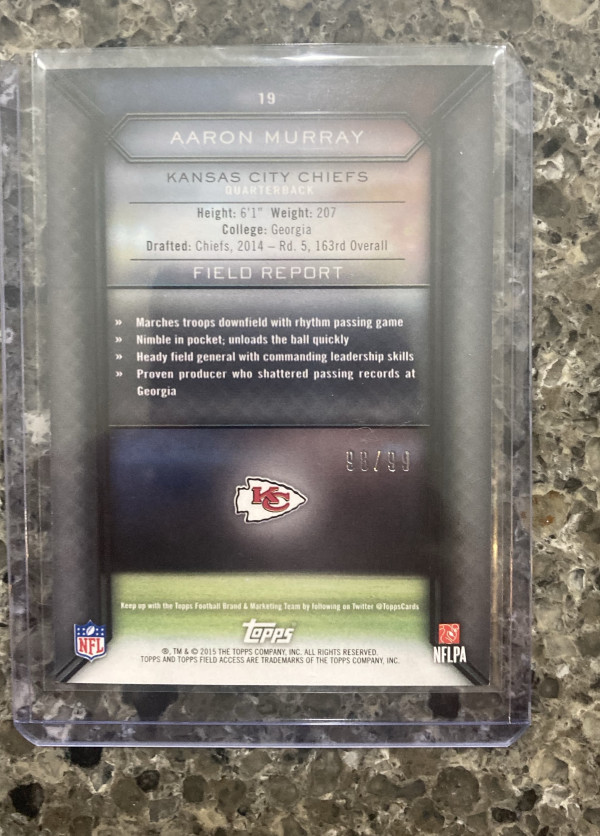 19
AARON MURRAY
KANSAS CITY CHIEFS
QUARTERBACK
Height: 6'1" Weight: 207
College: Georgia
Drafted: Chiefs, 2014 – Rd. 5, 163rd Overall
FIELD REPORT
» Marches troops downfield with rhythm passing game
» Nimble in pocket; unloads the ball quickly
» Heady field general with commanding leadership skills
» Proven producer who shattered passing records at
Georgia
KC
Keep up with the Topps Football Brand & Marketing Team by following on Twitter @ToppsCards
Topps
NFL
NFLPA
®, TM & © 2015 THE TOPPS COMPANY, INC. ALL RIGHTS RESERVED.
TOPPS AND TOPPS FIELD ACCESS ARE TRADEMARKS OF THE TOPPS COMPANY, INC.